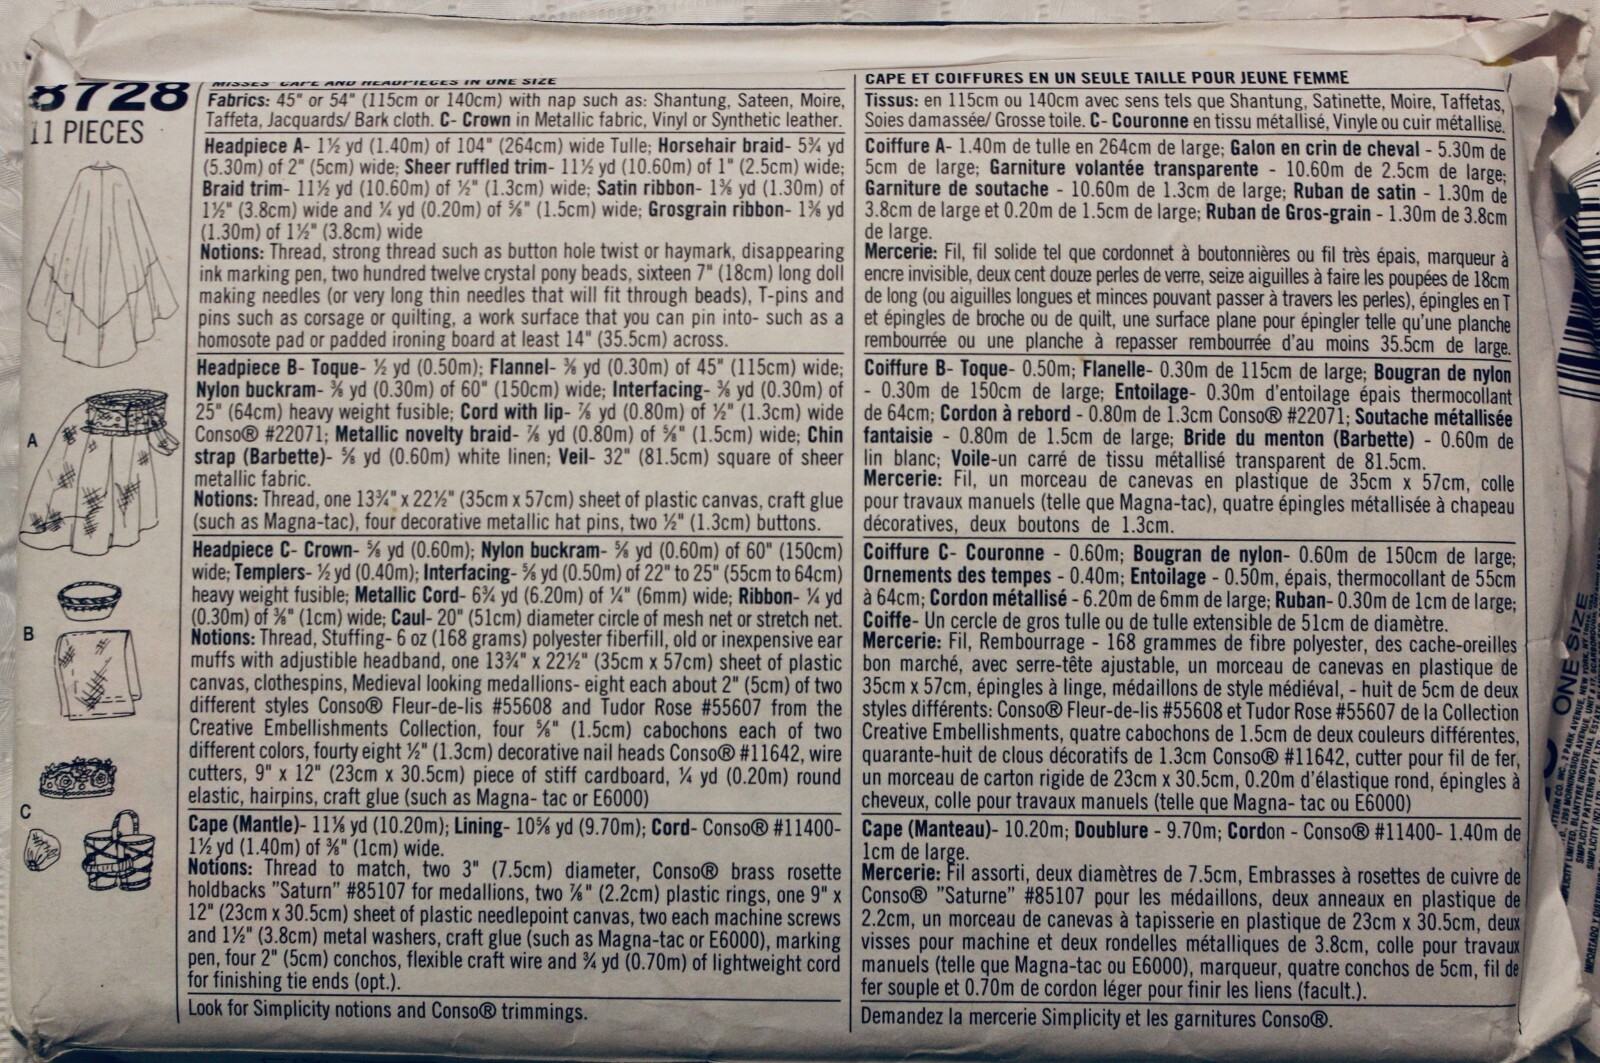 8728
11 PIECES
A
B
C
MISSES' CAPE AND HEADPIECES IN ONE SIZE
Fabrics: 45" or 54" (115cm or 140cm) with nap such as: Shantung, Sateen, Moire,
Taffeta, Jacquards/ Bark cloth. C- Crown in Metallic fabric, Vinyl or Synthetic leather.
Headpiece A- 1½ yd (1.40m) of 104" (264cm) wide Tulle; Horsehair braid- 5¾ yd
(5.30m) of 2" (5cm) wide; Sheer ruffled trim- 11½ yd (10.60m) of 1" (2.5cm) wide;
Braid trim- 11½ yd (10.60m) of ½" (1.3cm) wide; Satin ribbon- 1⅜ yd (1.30m) of
1½" (3.8cm) wide and ¼ yd (0.20m) of ⅝" (1.5cm) wide; Grosgrain ribbon- 1⅜ yd
(1.30m) of 1½" (3.8cm) wide
Notions: Thread, strong thread such as button hole twist or haymark, disappearing
ink marking pen, two hundred twelve crystal pony beads, sixteen 7" (18cm) long doll
making needles (or very long thin needles that will fit through beads), T-pins and
pins such as corsage or quilting, a work surface that you can pin into- such as a
homosote pad or padded ironing board at least 14" (35.5cm) across.
Headpiece B- Toque- ½ yd (0.50m); Flannel- ⅜ yd (0.30m) of 45" (115cm) wide;
Nylon buckram- ⅜ yd (0.30m) of 60" (150cm) wide; Interfacing- ⅜ yd (0.30m) of
25" (64cm) heavy weight fusible; Cord with lip- ⅞ yd (0.80m) of ½" (1.3cm) wide
Conso® #22071; Metallic novelty braid- ⅞ yd (0.80m) of ⅝" (1.5cm) wide; Chin
strap (Barbette)- ⅝ yd (0.60m) white linen; Veil- 32" (81.5cm) square of sheer
metallic fabric.
Notions: Thread, one 13¾" x 22½" (35cm x 57cm) sheet of plastic canvas, craft glue
(such as Magna-tac), four decorative metallic hat pins, two ½" (1.3cm) buttons.
Headpiece C- Crown- ⅝ yd (0.60m); Nylon buckram- ⅝ yd (0.60m) of 60" (150cm)
wide; Templers- ½ yd (0.40m); Interfacing- ⅝ yd (0.50m) of 22" to 25" (55cm to 64cm)
heavy weight fusible; Metallic Cord- 6¾ yd (6.20m) of ¼" (6mm) wide; Ribbon- ¼ yd
(0.30m) of ⅜" (1cm) wide; Caul- 20" (51cm) diameter circle of mesh net or stretch net.
Notions: Thread, Stuffing- 6 oz (168 grams) polyester fiberfill, old or inexpensive ear
muffs with adjustable headband, one 13¾" x 22½" (35cm x 57cm) sheet of plastic
canvas, clothespins, Medieval looking medallions- eight each about 2" (5cm) of two
different styles Conso® Fleur-de-lis #55608 and Tudor Rose #55607 from the
Creative Embellishments Collection, four ⅝" (1.5cm) cabochons each of two
different colors, fourty eight ½" (1.3cm) decorative nail heads Conso® #11642, wire
cutters, 9" x 12" (23cm x 30.5cm) piece of stiff cardboard, ¼ yd (0.20m) round
elastic, hairpins, craft glue (such as Magna- tac or E6000)
Cape (Mantle)- 11⅛ yd (10.20m); Lining- 10⅝ yd (9.70m); Cord- Conso® #11400-
1½ yd (1.40m) of ⅜" (1cm) wide.
Notions: Thread to match, two 3" (7.5cm) diameter, Conso® brass rosette
holdbacks "Saturn" #85107 for medallions, two ⅞" (2.2cm) plastic rings, one 9" x
12" (23cm x 30.5cm) sheet of plastic needlepoint canvas, two each machine screws
and 1½" (3.8cm) metal washers, craft glue (such as Magna-tac or E6000), marking
pen, four 2" (5cm) conchos, flexible craft wire and ¾ yd (0.70m) of lightweight cord
for finishing tie ends (opt.).
Look for Simplicity notions and Conso® trimmings.
CAPE ET COIFFURES EN UN SEULE TAILLE POUR JEUNE FEMME
Tissus: en 115cm ou 140cm avec sens tels que Shantung, Satinette, Moire, Taffetas,
Soies damassée/ Grosse toile. C- Couronne en tissu métallisé, Vinyle ou cuir métallise.
Coiffure A- 1.40m de tulle en 264cm de large; Galon en crin de cheval - 5.30m de
5cm de large; Garniture volantée transparente - 10.60m de 2.5cm de large;
Garniture de soutache - 10.60m de 1.3cm de large; Ruban de satin - 1.30m de
3.8cm de large et 0.20m de 1.5cm de large; Ruban de Gros-grain - 1.30m de 3.8cm
de large.
Mercerie: Fil, fil solide tel que cordonnet à boutonnières ou fil très épais, marqueur à
encre invisible, deux cent douze perles de verre, seize aiguilles à faire les poupées de 18cm
de long (ou aiguilles longues et minces pouvant passer à travers les perles), épingles en T
et épingles de broche ou de quilt, une surface plane pour épingler telle qu'une planche
rembourrée ou une planche à repasser rembourrée d'au moins 35.5cm de large.
Coiffure B- Toque- 0.50m; Flanelle- 0.30m de 115cm de large; Bougran de nylon
- 0.30m de 150cm de large; Entoilage- 0.30m d'entoilage épais thermocollant
de 64cm; Cordon à rebord - 0.80m de 1.3cm Conso® #22071; Soutache métallisée
fantaisie - 0.80m de 1.5cm de large; Bride du menton (Barbette) - 0.60m de
lin blanc; Voile-un carré de tissu métallisé transparent de 81.5cm.
Mercerie: Fil, un morceau de canevas en plastique de 35cm x 57cm, colle
pour travaux manuels (telle que Magna-tac), quatre épingles métallisée à chapeau
décoratives, deux boutons de 1.3cm.
Coiffure C- Couronne - 0.60m; Bougran de nylon- 0.60m de 150cm de large;
Ornements des tempes - 0.40m; Entoilage - 0.50m, épais, thermocollant de 55cm
à 64cm; Cordon métallisé - 6.20m de 6mm de large; Ruban- 0.30m de 1cm de large;
Coiffe- Un cercle de gros tulle ou de tulle extensible de 51cm de diamètre.
Mercerie: Fil, Rembourrage - 168 grammes de fibre polyester, des cache-oreilles
bon marché, avec serre-tête ajustable, un morceau de canevas en plastique de
35cm x 57cm, épingles à linge, médaillons de style médiéval, - huit de 5cm de deux
styles différents: Conso® Fleur-de-lis #55608 et Tudor Rose #55607 de la Collection
Creative Embellishments, quatre cabochons de 1.5cm de deux couleurs différentes,
quarante-huit de clous décoratifs de 1.3cm Conso® #11642, cutter pour fil de fer,
un morceau de carton rigide de 23cm x 30.5cm, 0.20m d'élastique rond, épingles à
cheveux, colle pour travaux manuels (telle que Magna- tac ou E6000)
Cape (Manteau)- 10.20m; Doublure - 9.70m; Cordon - Conso® #11400- 1.40m de
1cm de large.
Mercerie: Fil assorti, deux diamètres de 7.5cm, Embrasses à rosettes de cuivre de
Conso® "Saturne" #85107 pour les médaillons, deux anneaux en plastique de
2.2cm, un morceau de canevas à tapisserie en plastique de 23cm x 30.5cm, deux
visses pour machine et deux rondelles métalliques de 3.8cm, colle pour travaux
manuels (telle que Magna-tac ou E6000), marqueur, quatre conchos de 5cm, fil de
fer souple et 0.70m de cordon léger pour finir les liens (facult.).
Demandez la mercerie Simplicity et les garnitures Conso®.
ONE SIZE